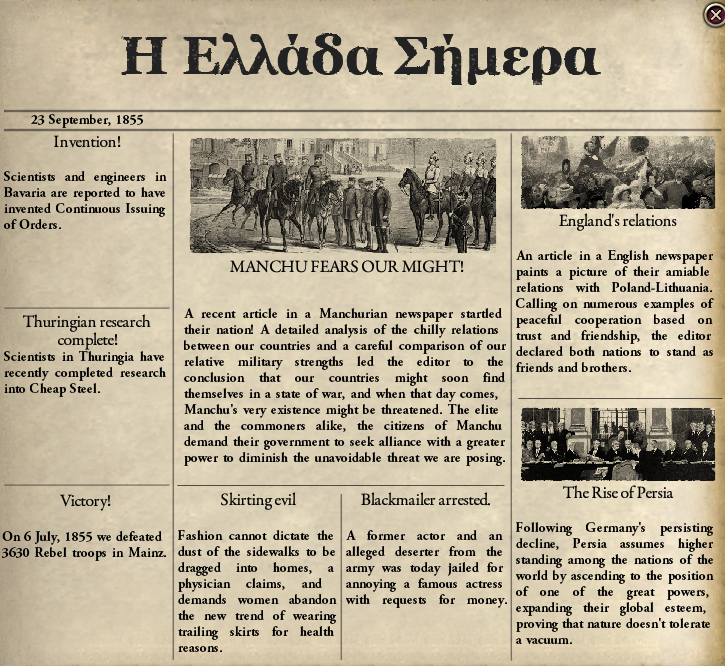 Η Ελλάδα Σήμερα
23 September, 1855
Invention!
Scientists and engineers in
Bavaria are reported to have
invented Continuous Issuing
of Orders.
Thuringian research
complete!
Scientists in Thuringia have
recently completed research
into Cheap Steel.
Victory!
On 6 July, 1855 we defeated
3630 Rebel troops in Mainz.
MANCHU FEARS OUR MIGHT!
A recent article in a Manchurian newspaper startled
their nation! A detailed analysis of the chilly relations
between our countries and a careful comparison of our
relative military strengths led the editor to the
conclusion that our countries might soon find
themselves in a state of war, and when that day comes,
Manchu's very existence might be threatened. The elite
and the commoners alike, the citizens of Manchu
demand their government to seek alliance with a greater
power to diminish the unavoidable threat we are posing.
Skirting evil
Fashion cannot dictate the
dust of the sidewalks to be
dragged into homes, a
physician claims, and
demands women abandon
the new trend of wearing
trailing skirts for health
reasons.
Blackmailer arrested.
A former actor and an
alleged deserter from the
army was today jailed for
annoying a famous actress
with requests for money.
England's relations
An article in a English newspaper
paints a picture of their amiable
relations with Poland-Lithuania.
Calling on numerous examples of
peaceful cooperation based on
trust and friendship, the editor
declared both nations to stand as
friends and brothers.
The Rise of Persia
Following Germany's persisting
decline, Persia assumes higher
standing among the nations of the
world by ascending to the position
of one of the great powers,
expanding their global esteem,
proving that nature doesn't tolerate
a vacuum.